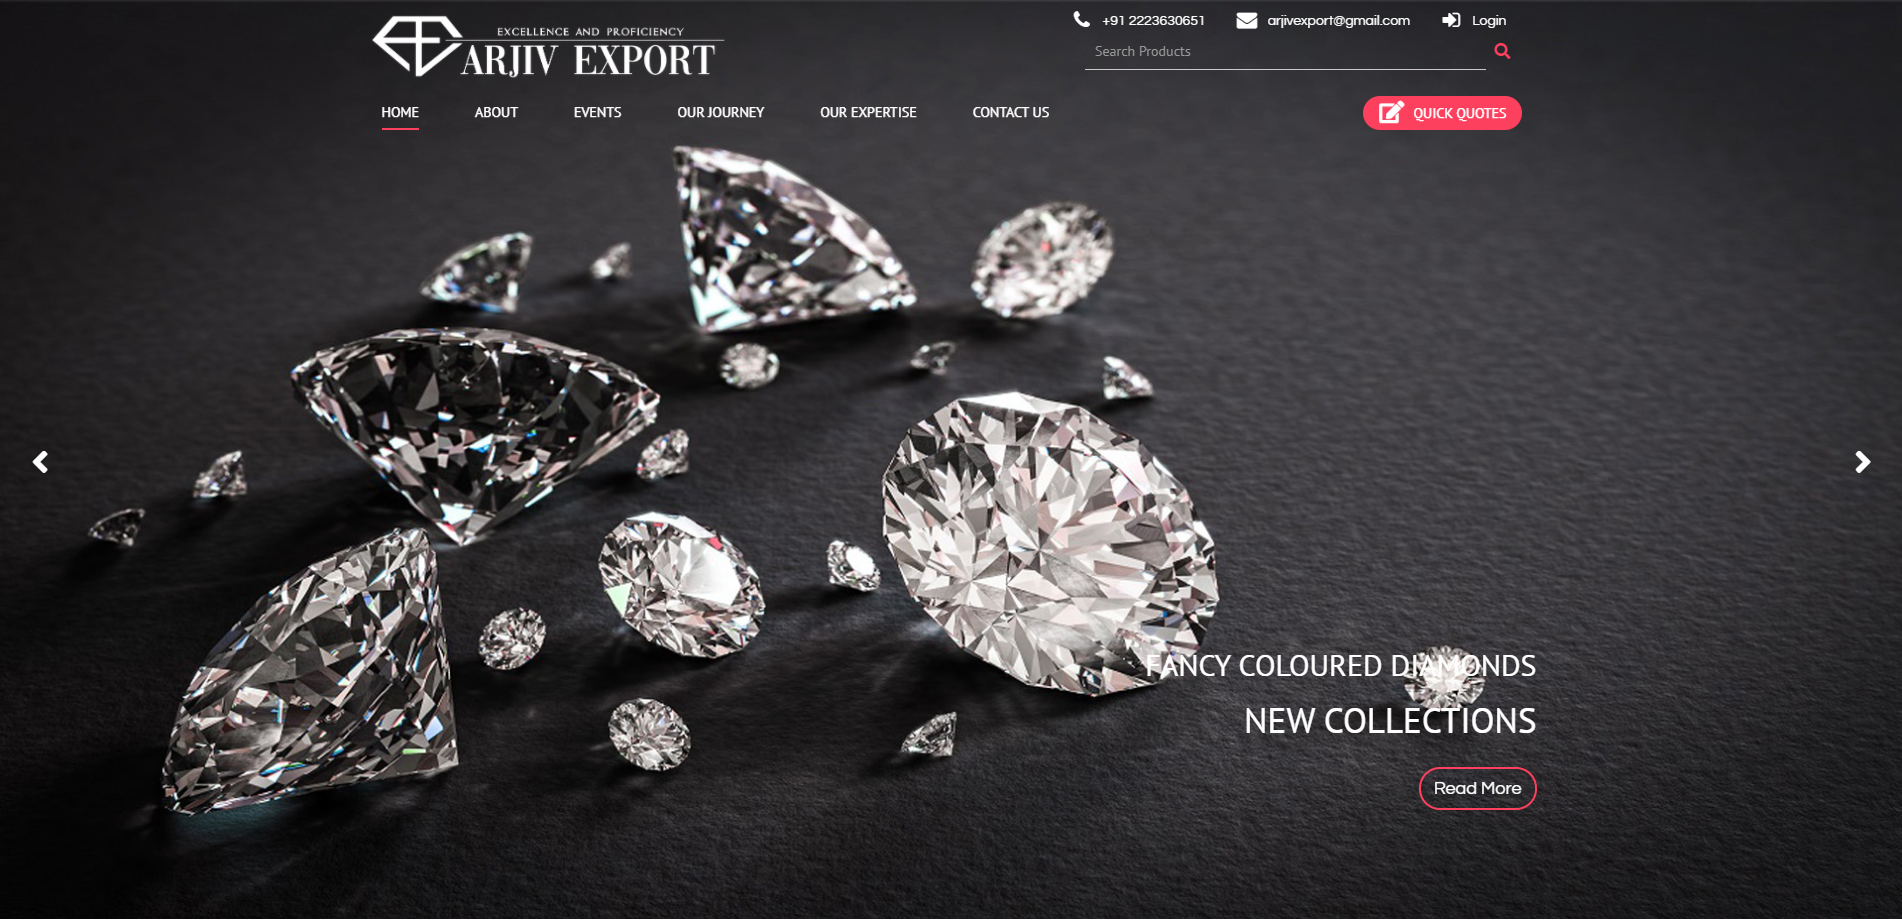 EXCELLENCE AND PROFICIENCY
ARJIV EXPORT
+91 2223630651 arjivexport@gmail.com Login
Search Products
HOME ABOUT EVENTS OUR JOURNEY OUR EXPERTISE CONTACT US QUICK QUOTES
FANCY COLOURED DIAMONDS
NEW COLLECTIONS
Read More